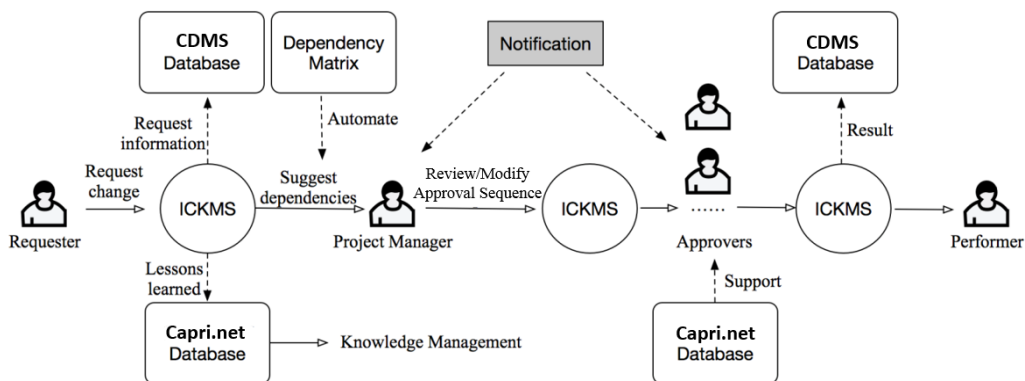 CDMS
Database
Dependency
Matrix
Notification
CDMS
Database
Request
information
Automate
Result
Request
change
Suggest
dependencies
Review/Modify
Approval Sequence
ICKMS
ICKMS
......
ICKMS
Requester
Project Manager
Approvers
Performer
Lessons
learned
Support
Capri.net
Database
Knowledge Management
Capri.net
Database